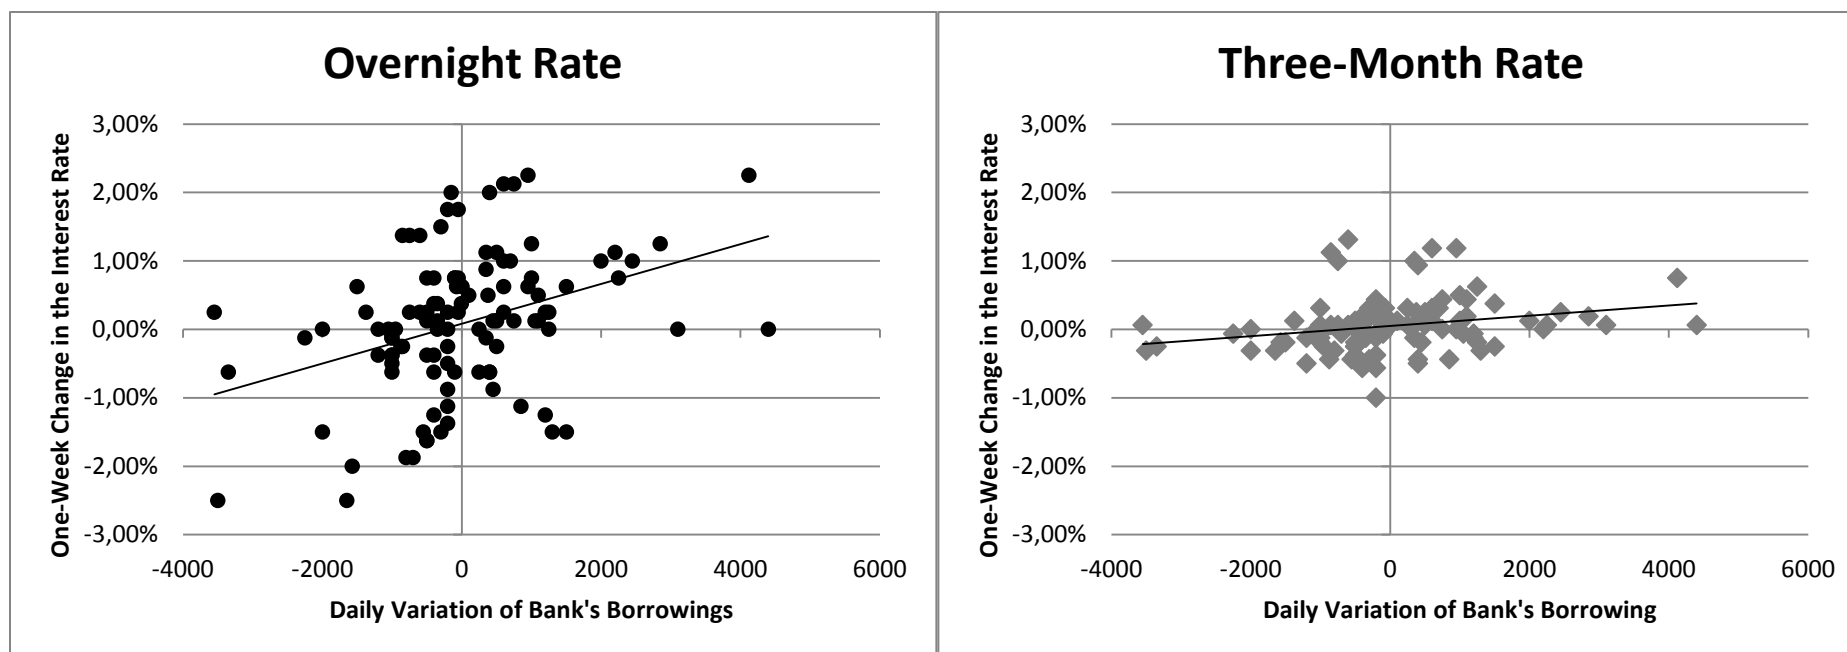 Overnight Rate
One-Week Change in the Interest Rate
3,00%
2,00%
1,00%
0,00%
-1,00%
-2,00%
-3,00%
-4000 -2000 0 2000 4000 6000
Daily Variation of Bank's Borrowings
Three-Month Rate
One-Week Change in the Interest Rate
3,00%
2,00%
1,00%
0,00%
-1,00%
-2,00%
-3,00%
-4000 -2000 0 2000 4000 6000
Daily Variation of Bank's Borrowing